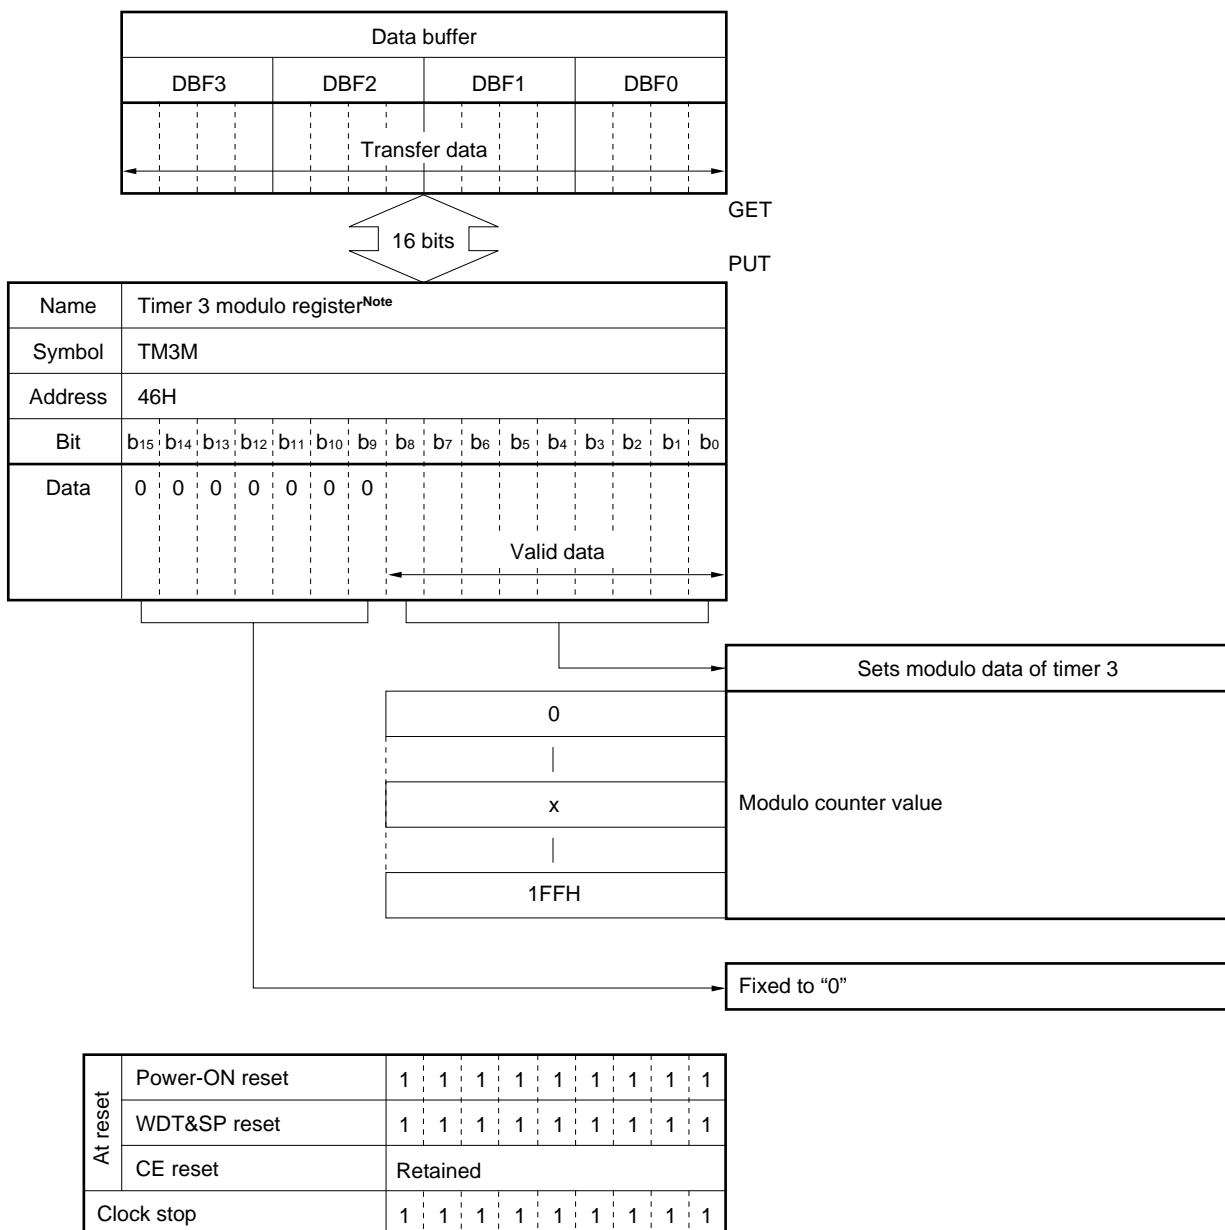 Data buffer
DBF3 DBF2 DBF1 DBF0
Transfer data
GET
16 bits
PUT
Name Timer 3 modulo registerNote
Symbol TM3M
Address 46H
Bit b15 b14 b13 b12 b11 b10 b9 b8 b7 b6 b5 b4 b3 b2 b1 b0
Data 0 0 0 0 0 0 0
Valid data
Sets modulo data of timer 3
0
x
Modulo counter value
1FFH
Fixed to “0”
At reset
Power-ON reset 1 1 1 1 1 1 1 1 1
WDT&SP reset 1 1 1 1 1 1 1 1 1
CE reset Retained
Clock stop 1 1 1 1 1 1 1 1 1